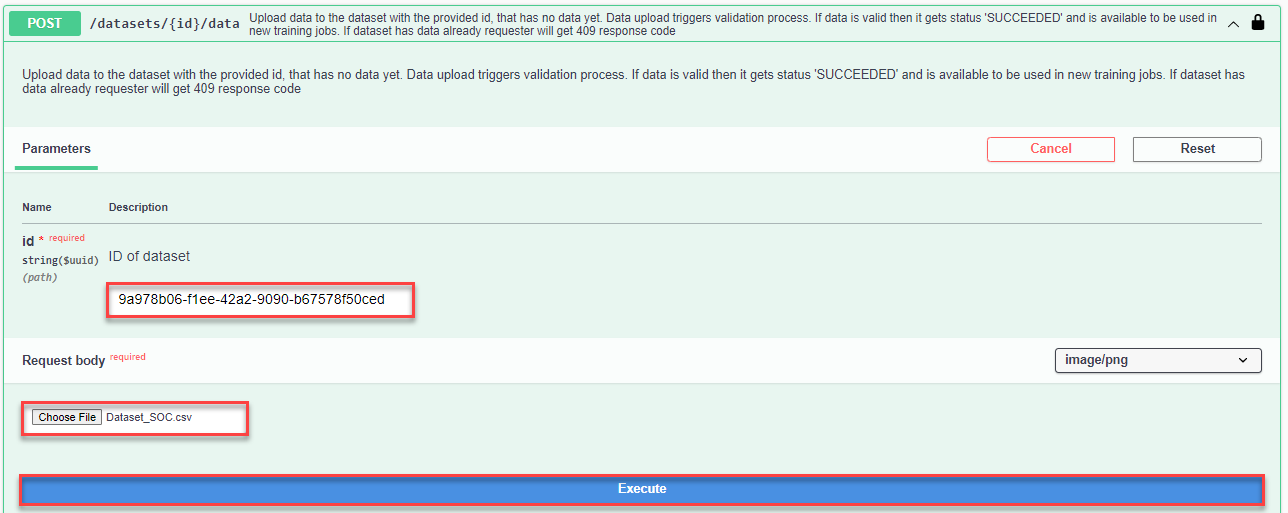 POST /datasets/{id}/data Upload data to the dataset with the provided id, that has no data yet. Data upload triggers validation process. If data is valid then it gets status 'SUCCEEDED' and is available to be used in
new training jobs. If dataset has data already requester will get 409 response code
Upload data to the dataset with the provided id, that has no data yet. Data upload triggers validation process. If data is valid then it gets status 'SUCCEEDED' and is available to be used in new training jobs. If dataset has
data already requester will get 409 response code
Parameters Cancel Reset
Name Description
id * required
string($uuid) ID of dataset
(path)
9a978b06-f1ee-42a2-9090-b67578f50ced
Request body required image/png
Choose File Dataset_SOC.csv
Execute